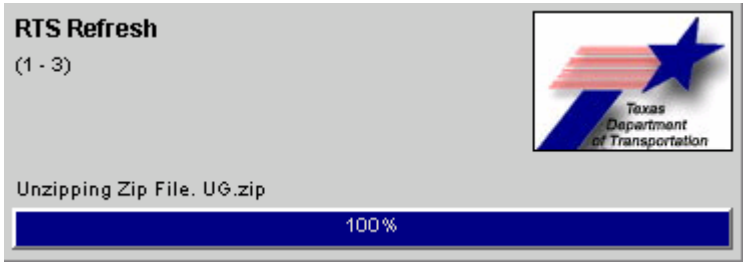 RTS Refresh
(1 - 3)
Texas
Department
of Transportation
Unzipping Zip File. UG.zip
100%